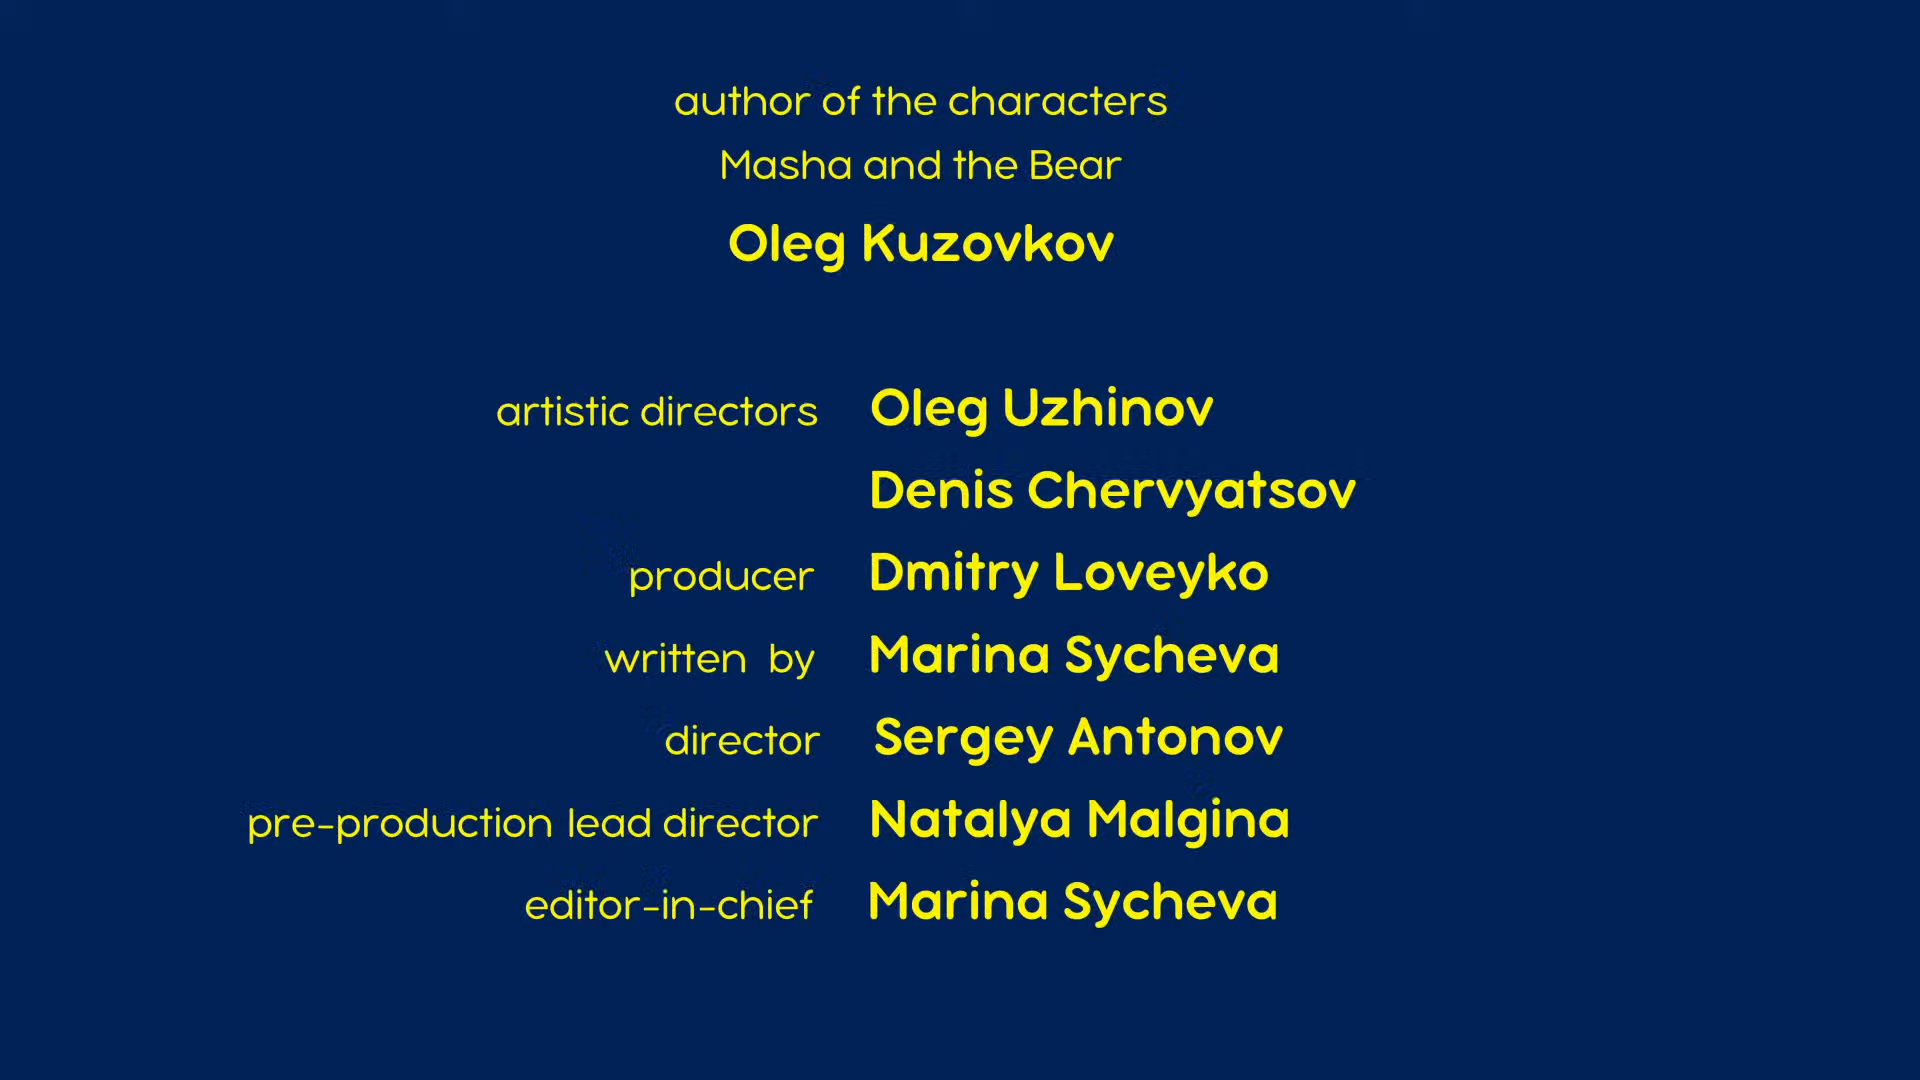 author of the characters
Masha and the Bear
Oleg Kuzovkov
artistic directors Oleg Uzhinov
Denis Chervyatsov
producer Dmitry Loveyko
written by Marina Sycheva
director Sergey Antonov
pre-production lead director Natalya Malgina
editor-in-chief Marina Sycheva